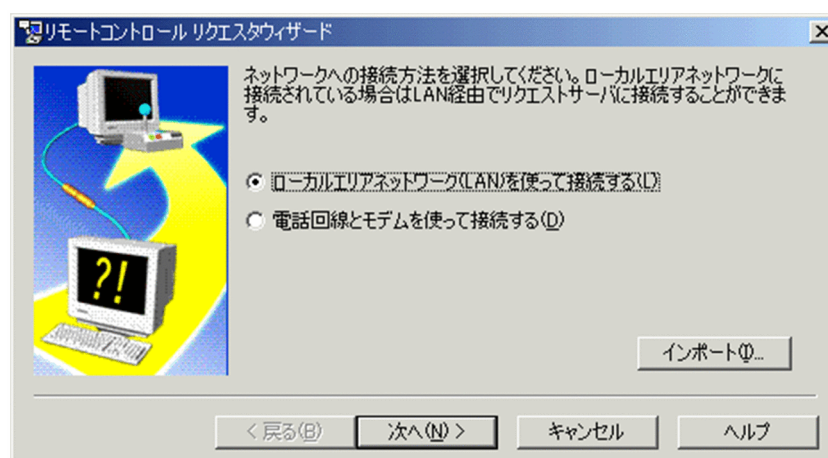 リモートコントロール リクエスタウィザード
ネットワークへの接続方法を選択してください。ローカルエリアネットワークに
接続されている場合はLAN経由でリクエストサーバに接続することができま
す。
ローカルエリアネットワーク(LAN)を使って接続する(L)
電話回線とモデムを使って接続する(D)
?!
インポート(I)...
< 戻る(B)
次へ(N) >
キャンセル
ヘルプ